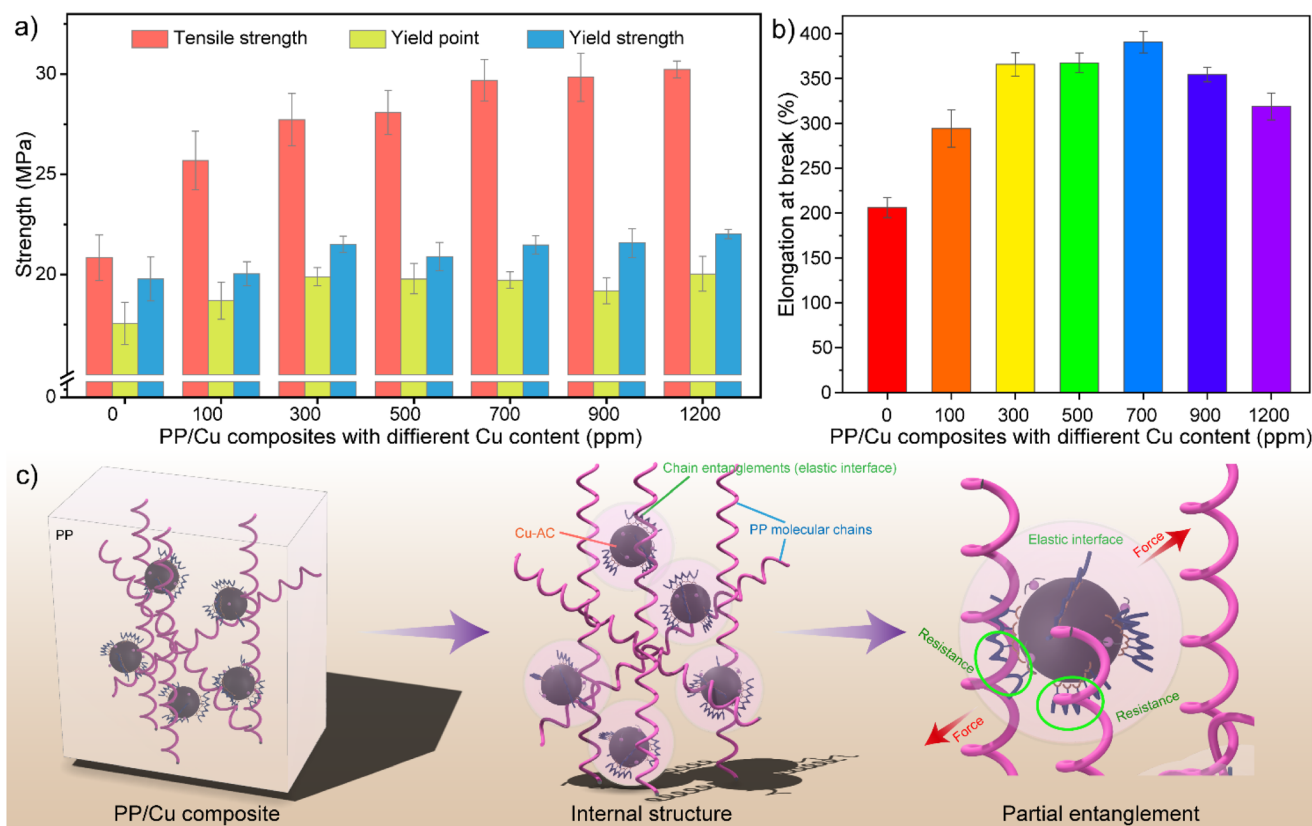 a)
Tensile strength
Yield point
Yield strength
Strength (MPa)
30
25
20
0
0 100 300 500 700 900 1200
PP/Cu composites with diffierent Cu content (ppm)
b)
Elongation at break (%)
400
350
300
250
200
150
100
50
0
0 100 300 500 700 900 1200
PP/Cu composites with diffierent Cu content (ppm)
c)
PP
PP/Cu composite
Chain entanglements (elastic interface)
Cu-AC
PP molecular chains
Internal structure
Elastic interface
Force
Resistance
Resistance
Force
Partial entanglement